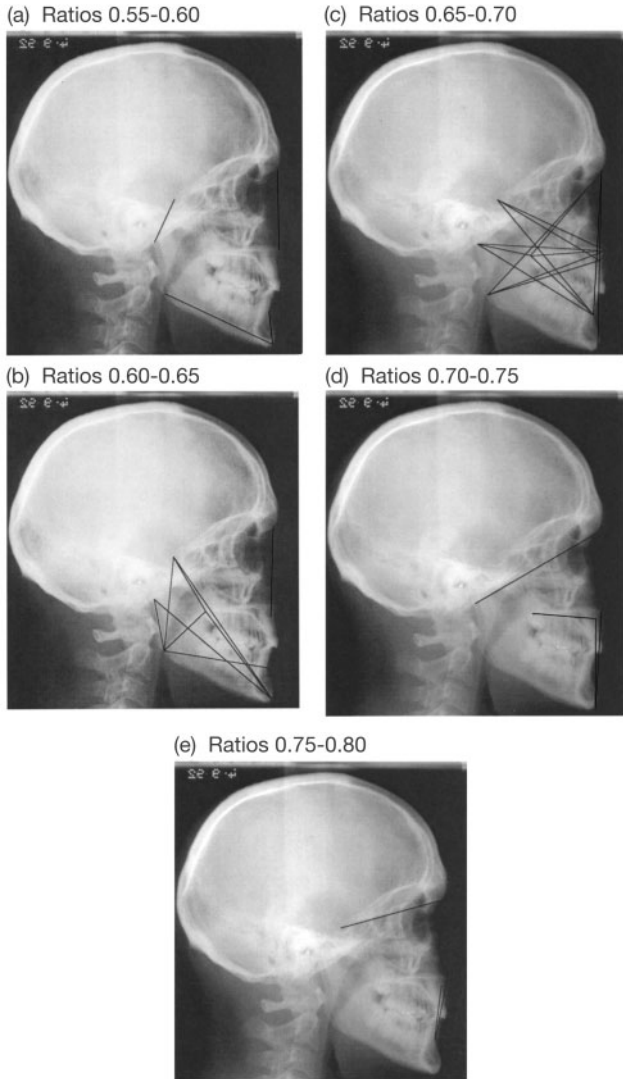 (a) Ratios 0.55-0.60
(c) Ratios 0.65-0.70
(b) Ratios 0.60-0.65
(d) Ratios 0.70-0.75
(e) Ratios 0.75-0.80